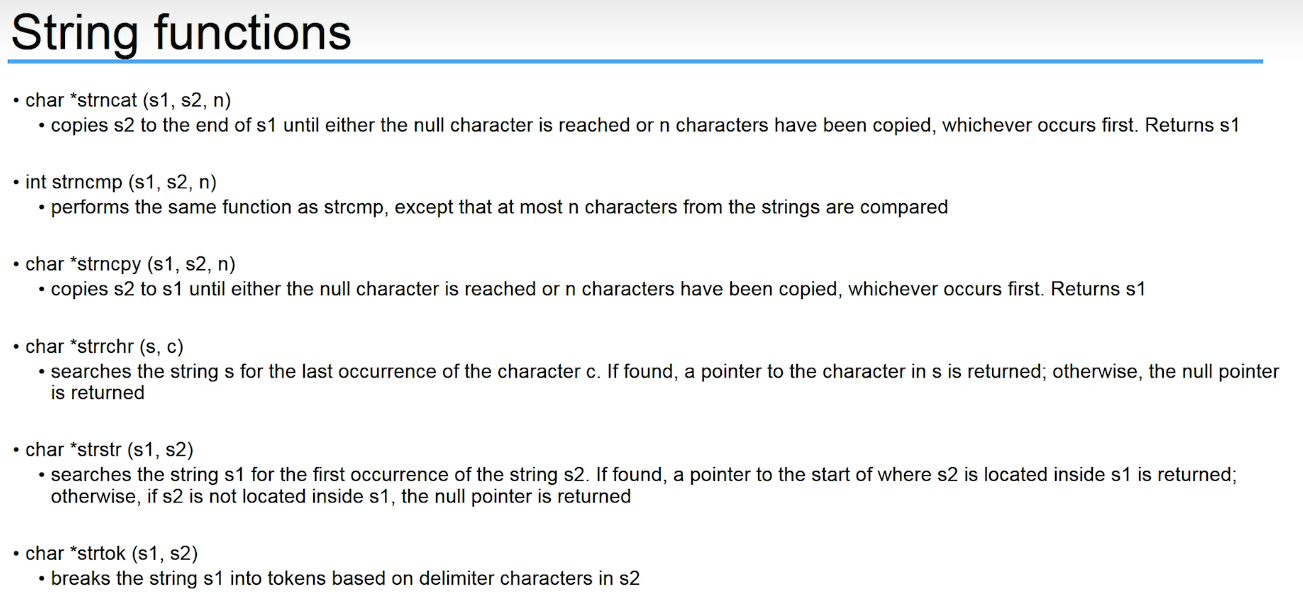 String functions
• char *strncat (s1, s2, n)
• copies s2 to the end of s1 until either the null character is reached or n characters have been copied, whichever occurs first. Returns s1
• int strncmp (s1, s2, n)
• performs the same function as strcmp, except that at most n characters from the strings are compared
• char *strncpy (s1, s2, n)
• copies s2 to s1 until either the null character is reached or n characters have been copied, whichever occurs first. Returns s1
• char *strrchr (s, c)
• searches the string s for the last occurrence of the character c. If found, a pointer to the character in s is returned; otherwise, the null pointer
is returned
• char *strstr (s1, s2)
• searches the string s1 for the first occurrence of the string s2. If found, a pointer to the start of where s2 is located inside s1 is returned;
otherwise, if s2 is not located inside s1, the null pointer is returned
• char *strtok (s1, s2)
• breaks the string s1 into tokens based on delimiter characters in s2